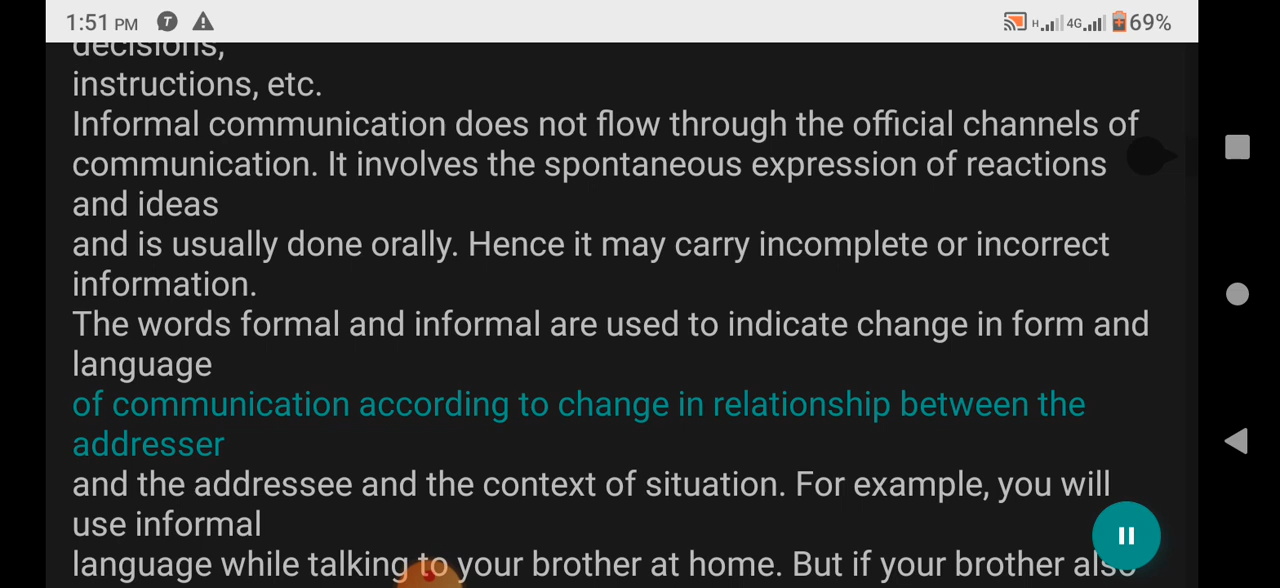 1:51 PM
H 4G 69%
decisions,
instructions, etc.
Informal communication does not flow through the official channels of
communication. It involves the spontaneous expression of reactions
and ideas
and is usually done orally. Hence it may carry incomplete or incorrect
information.
The words formal and informal are used to indicate change in form and
language
of communication according to change in relationship between the
addresser
and the addressee and the context of situation. For example, you will
use informal
language while talking to your brother at home. But if your brother also